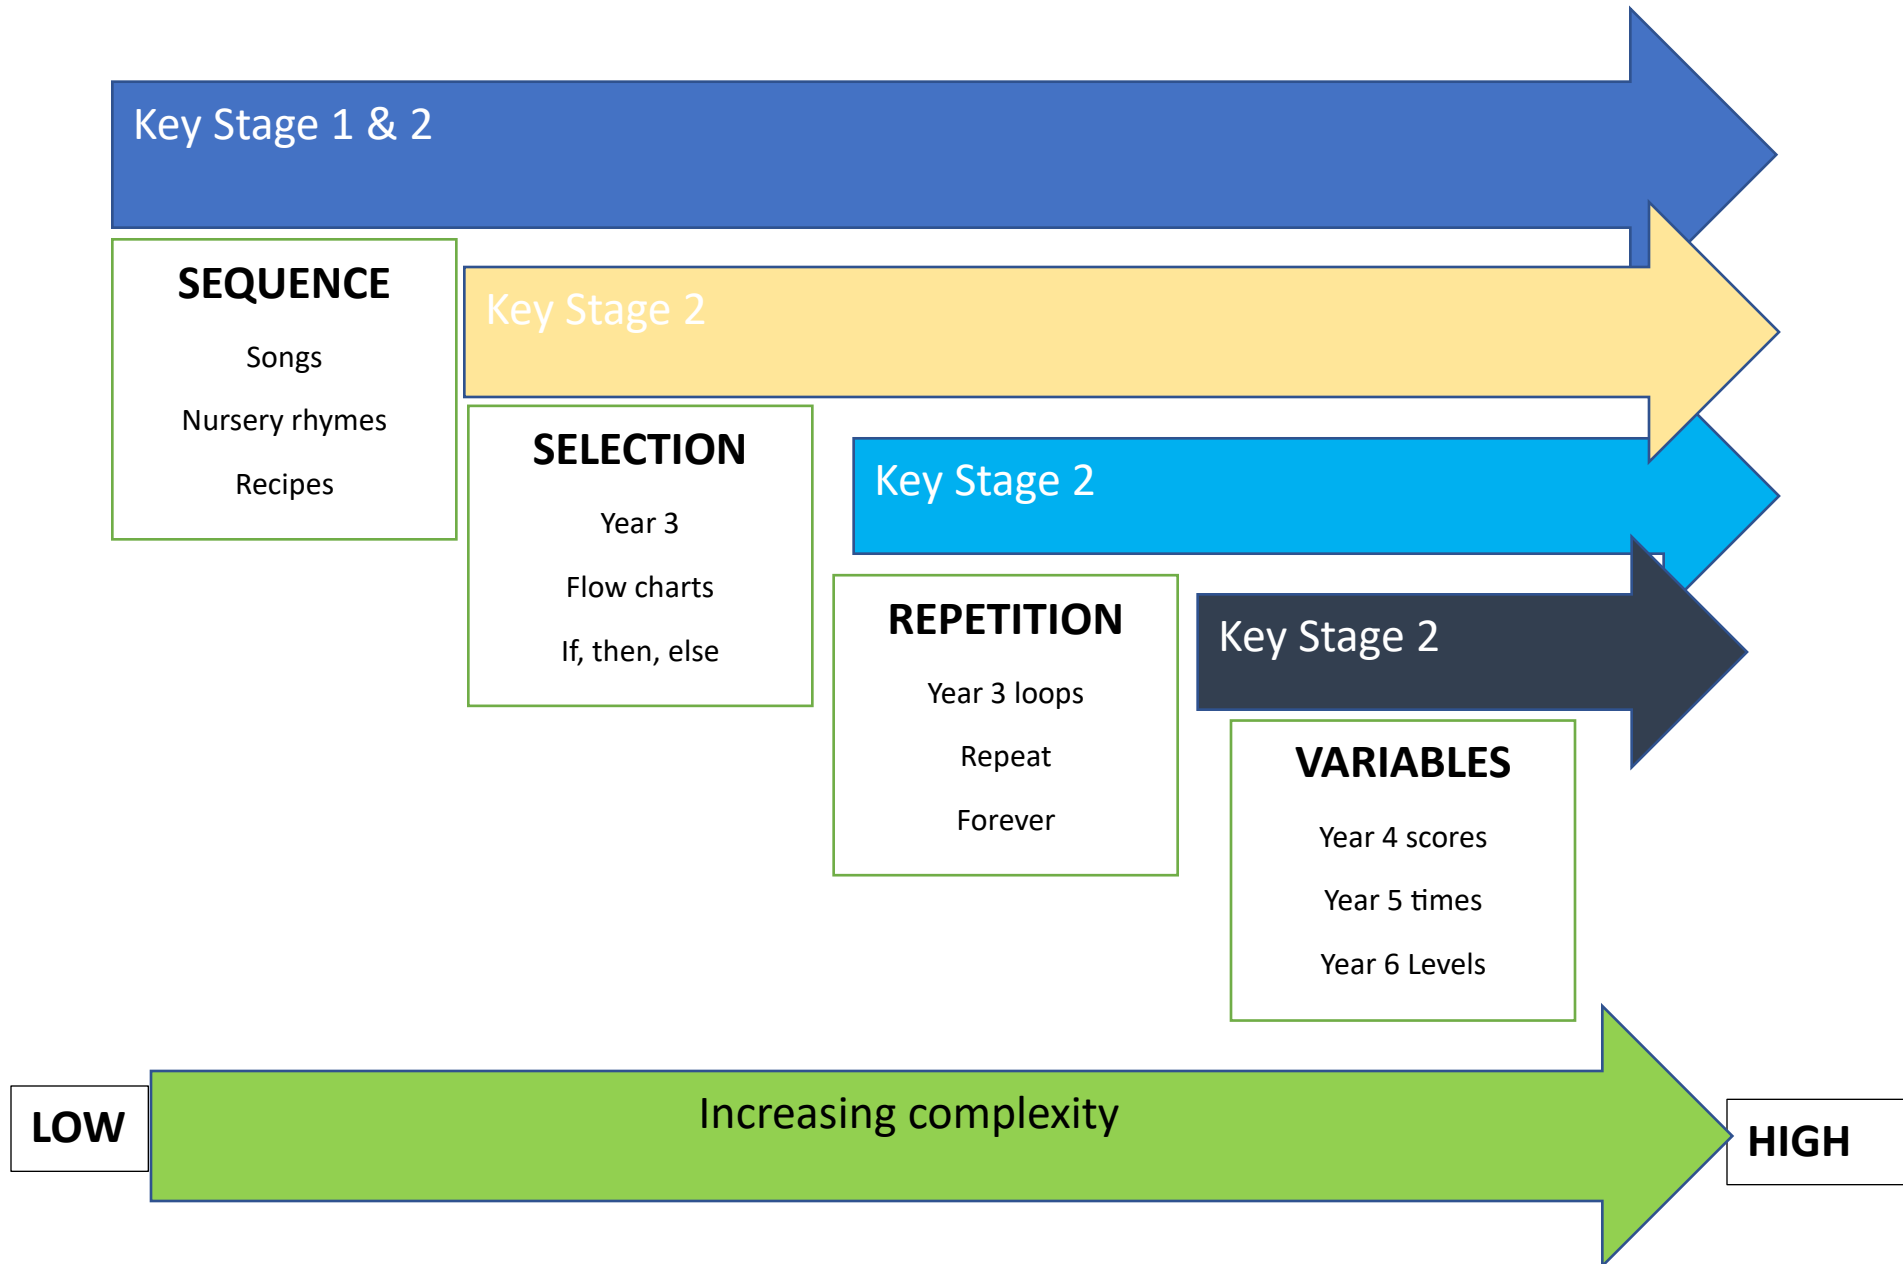 Key Stage 1 & 2
SEQUENCE
Songs
Nursery rhymes
Recipes
Key Stage 2
SELECTION
Year 3
Flow charts
If, then, else
Key Stage 2
REPETITION
Year 3 loops
Repeat
Forever
Key Stage 2
VARIABLES
Year 4 scores
Year 5 times
Year 6 Levels
LOW
Increasing complexity
HIGH